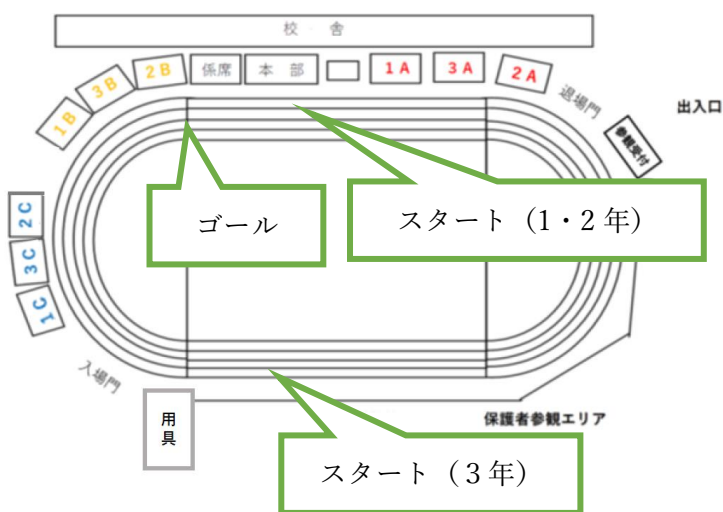 校 舎
1B
3B
2B
係席
本 部
1A
3A
2A
退場門
出入口
参観受付
ゴール
スタート（1・2 年）
2C
3C
1C
入場門
用具
保護者参観エリア
スタート（３年）